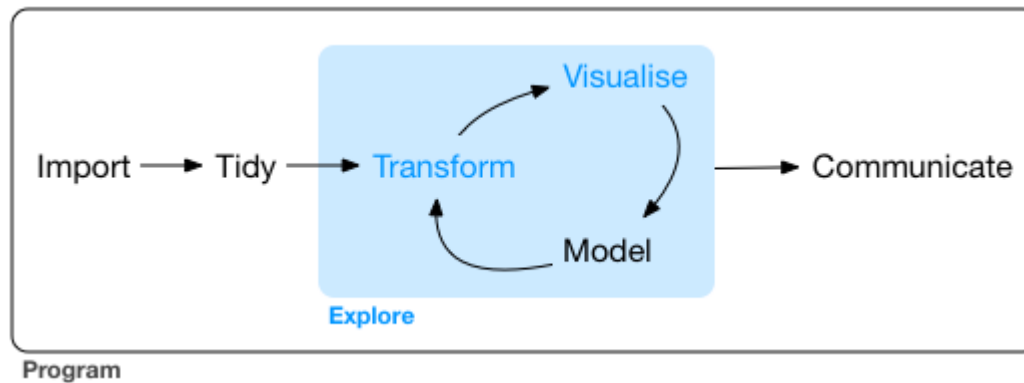 Visualise
Import Tidy Transform Communicate
Model
Explore
Program